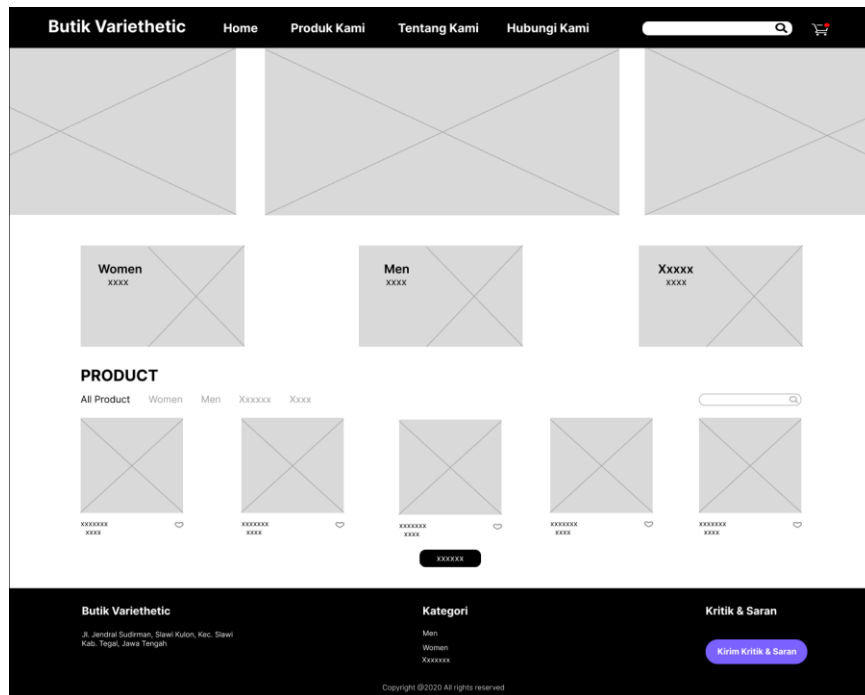 Butik Variethetic Home Produk Kami Tentang Kami Hubungi Kami
Women
xxxx
Men
xxxx
Xxxxx
xxxx
PRODUCT
All Product Women Men Xxxxxx Xxxx
xxxxxxx
xxxx
xxxxxxx
xxxx
xxxxxxx
xxxx
xxxxxxx
xxxx
xxxxxxx
xxxx
xxxxxx
Butik Variethetic
Jl. Jendral Sudirman, Slawi Kulon, Kec. Slawi
Kab. Tegal, Jawa Tengah
Kategori
Men
Women
Xxxxxxx
Kritik & Saran
Kirim Kritik & Saran
Copyright @2020 All rights reserved